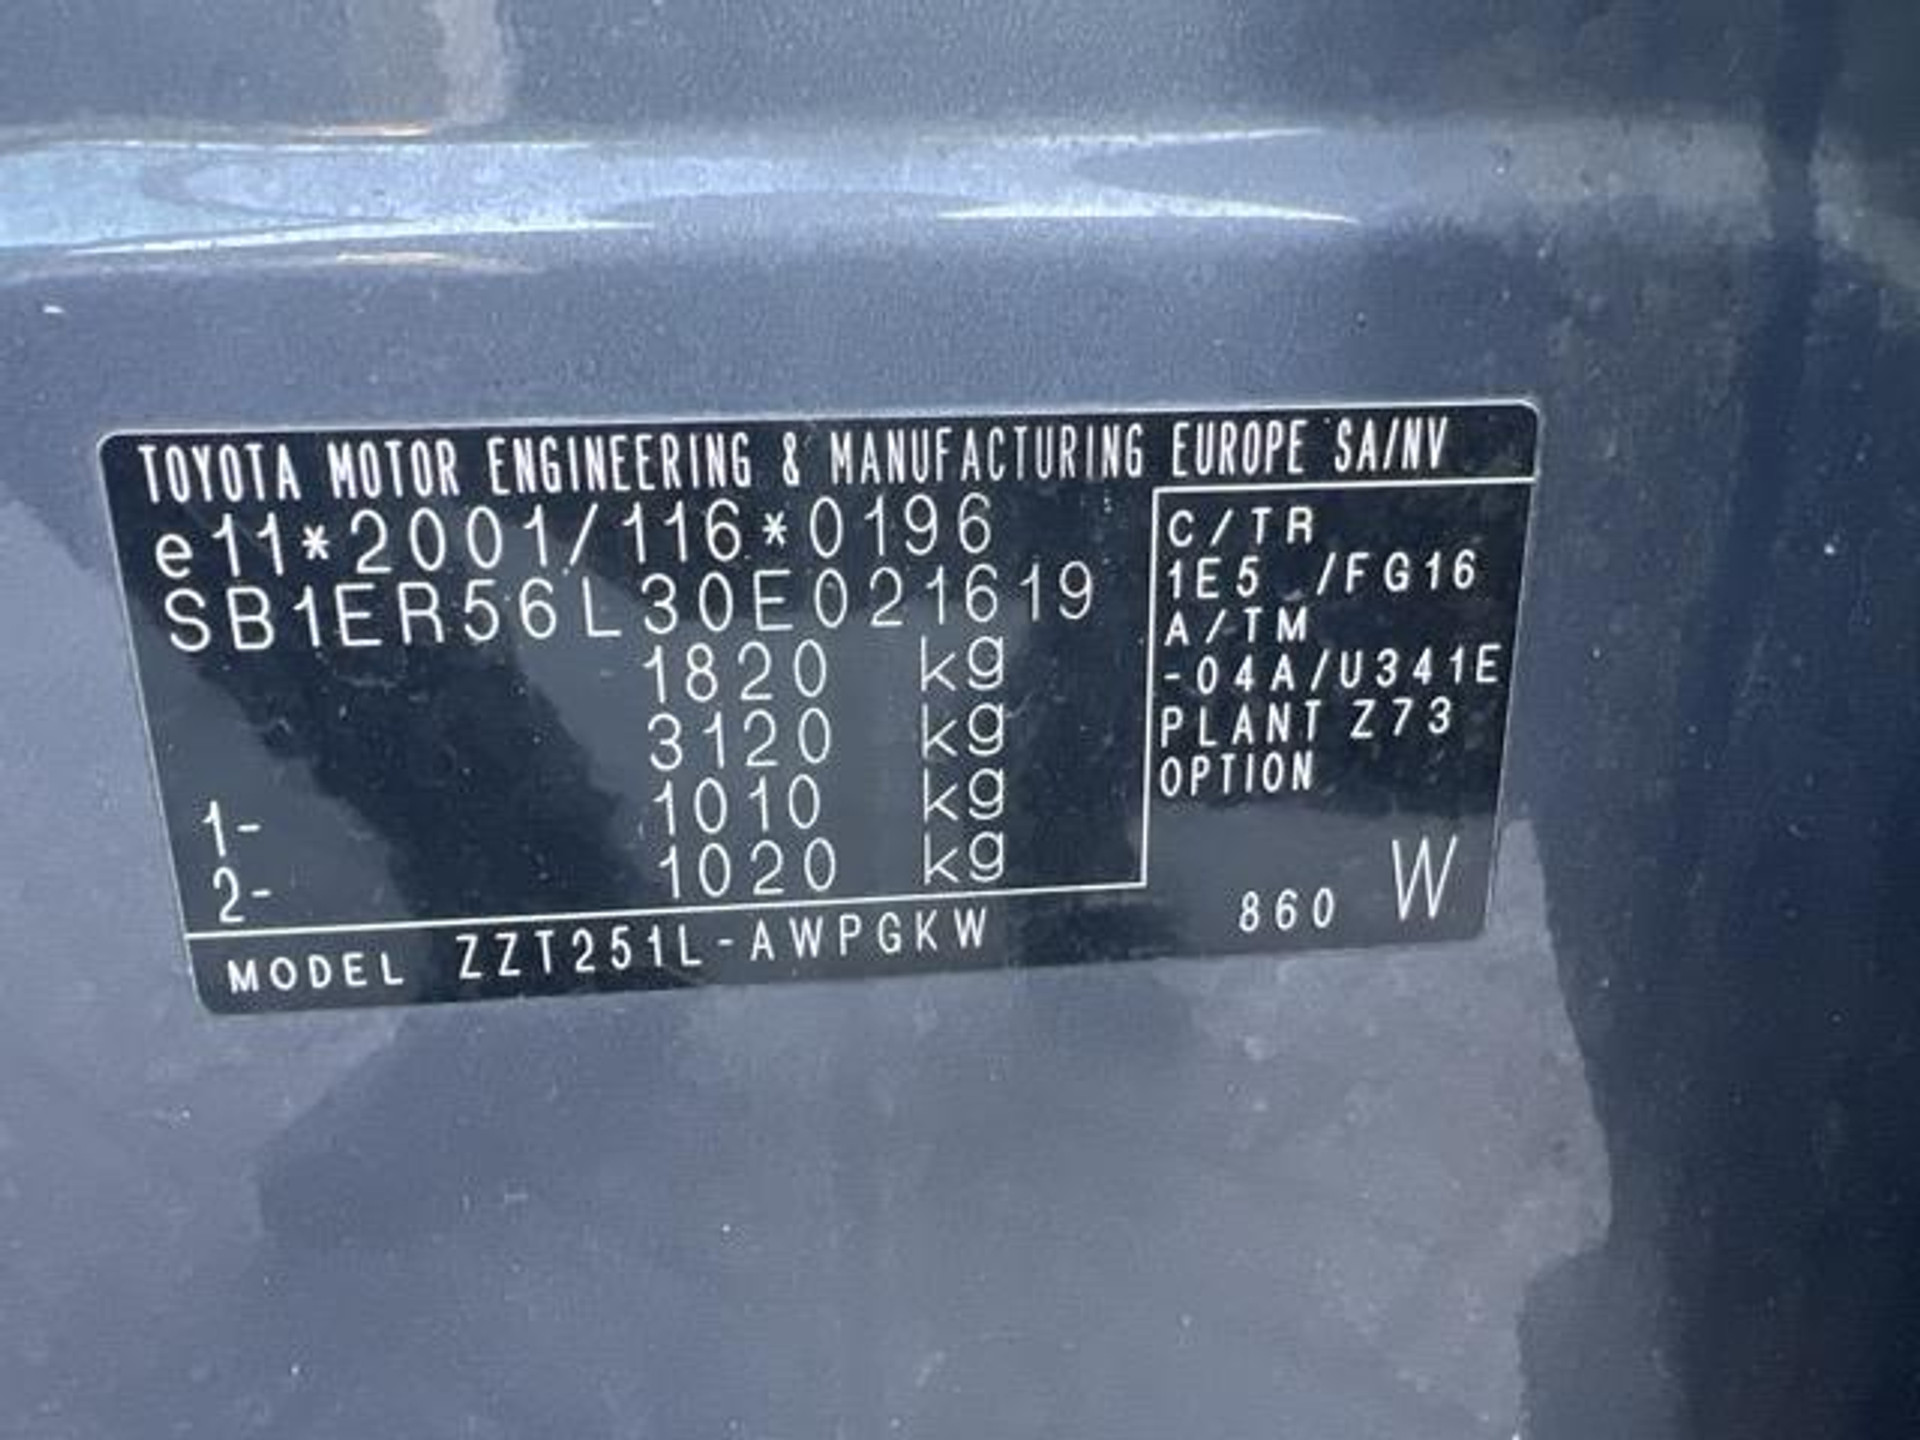 TOYOTA MOTOR ENGINEERING & MANUFACTURING EUROPE SA/NV
e11*2001/116*0196
SB1ER56L30E021619
1820 kg
3120 kg
1- 1010 kg
2- 1020 kg
C/TR
1E5 /FG16
A/TM
-04A/U341E
PLANT Z73
OPTION
860 W
MODEL ZZT251L-AWPGKW